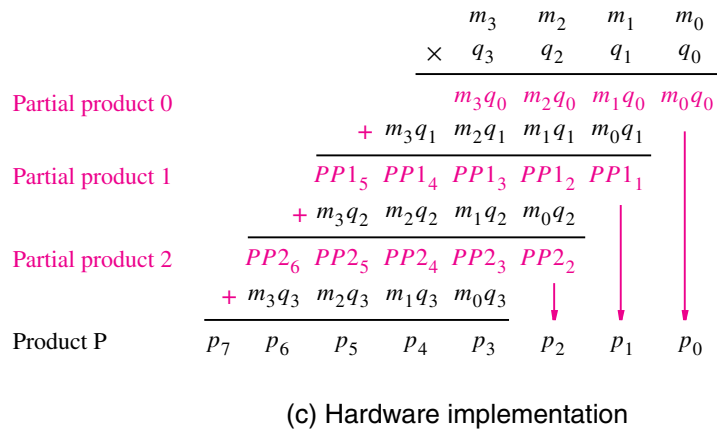 m₃ m₂ m₁ m₀
× q₃ q₂ q₁ q₀
Partial product 0 m₃q₀ m₂q₀ m₁q₀ m₀q₀
+ m₃q₁ m₂q₁ m₁q₁ m₀q₁
Partial product 1 PP1₅ PP1₄ PP1₃ PP1₂ PP1₁
+ m₃q₂ m₂q₂ m₁q₂ m₀q₂
Partial product 2 PP2₆ PP2₅ PP2₄ PP2₃ PP2₂
+ m₃q₃ m₂q₃ m₁q₃ m₀q₃
Product P p₇ p₆ p₅ p₄ p₃ p₂ p₁ p₀
(c) Hardware implementation